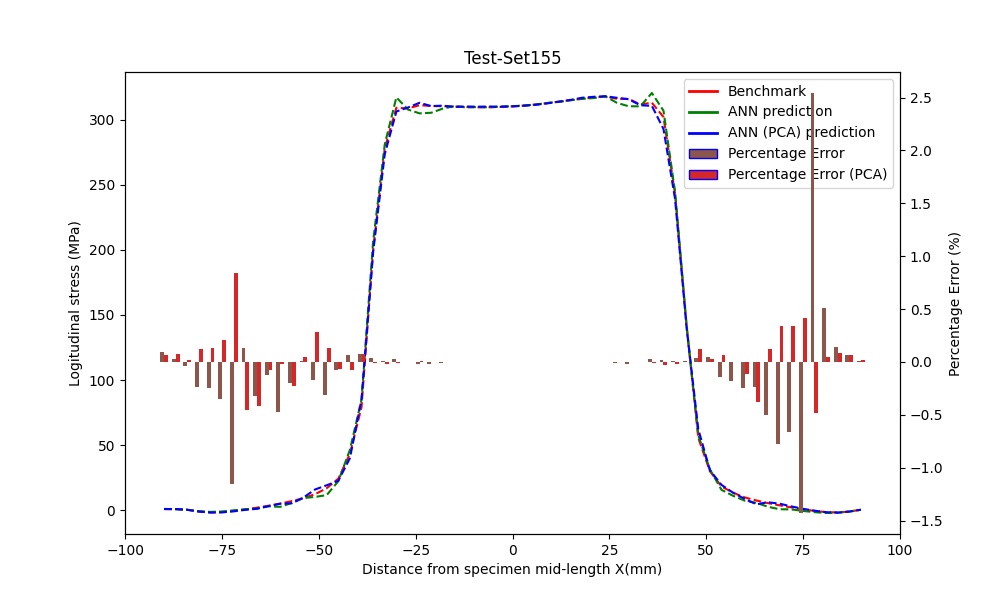 Test-Set155
Benchmark
ANN prediction
ANN (PCA) prediction
Percentage Error
Percentage Error (PCA)
300
250
200
150
100
50
0
Logitudinal stress (MPa)
2.5
2.0
1.5
1.0
0.5
0.0
−0.5
−1.0
−1.5
Percentage Error (%)
−100 −75 −50 −25 0 25 50 75 100
Distance from specimen mid-length X(mm)